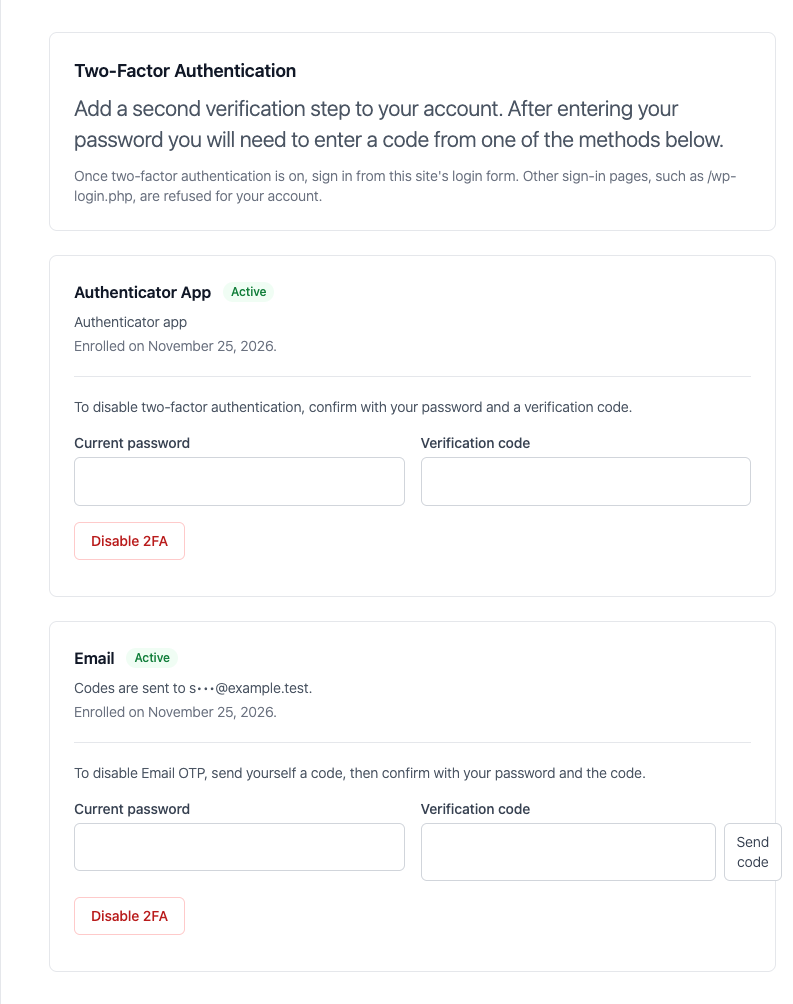 Two-Factor Authentication
Add a second verification step to your account. After entering your
password you will need to enter a code from one of the methods below.
Once two-factor authentication is on, sign in from this site's login form. Other sign-in pages, such as /wp-
login.php, are refused for your account.
Authenticator App Active
Authenticator app
Enrolled on November 25, 2026.
To disable two-factor authentication, confirm with your password and a verification code.
Current password Verification code
Disable 2FA
Email Active
Codes are sent to s•••@example.test.
Enrolled on November 25, 2026.
To disable Email OTP, send yourself a code, then confirm with your password and the code.
Current password Verification code
Send
code
Disable 2FA